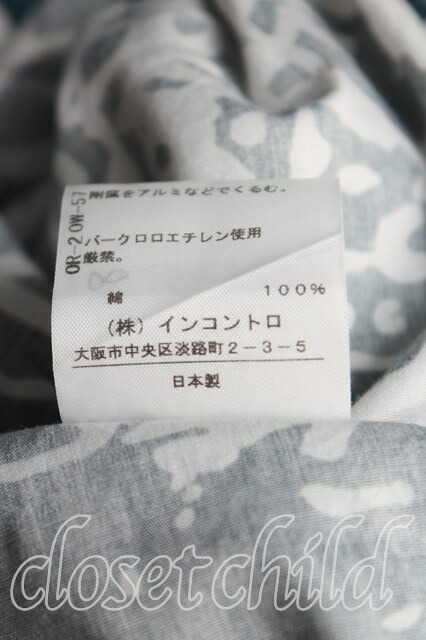 附属をアルミなどでくるむ。
OR-20W-57
パークロロエチレン使用
厳禁。
綿 100%
(株)インコントロ
大阪市中央区淡路町2-3-5
日本製
closet child